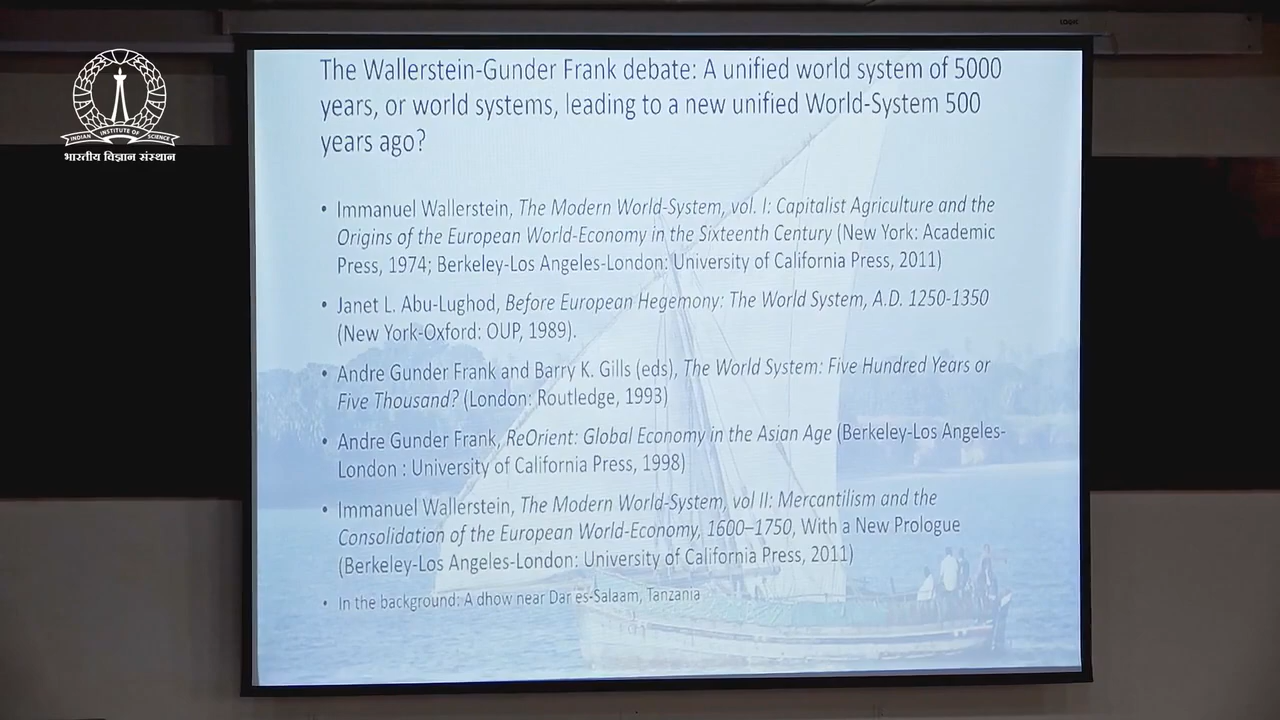 LOGIK
INDIAN INSTITUTE OF SCIENCE
भारतीय विज्ञान संस्थान
The Wallerstein-Gunder Frank debate: A unified world system of 5000
years, or world systems, leading to a new unified World-System 500
years ago?
• Immanuel Wallerstein, The Modern World-System, vol. I: Capitalist Agriculture and the
Origins of the European World-Economy in the Sixteenth Century (New York: Academic
Press, 1974; Berkeley-Los Angeles-London: University of California Press, 2011)
• Janet L. Abu-Lughod, Before European Hegemony: The World System, A.D. 1250-1350
(New York-Oxford: OUP, 1989).
• Andre Gunder Frank and Barry K. Gills (eds), The World System: Five Hundred Years or
Five Thousand? (London: Routledge, 1993)
• Andre Gunder Frank, ReOrient: Global Economy in the Asian Age (Berkeley-Los Angeles-
London : University of California Press, 1998)
• Immanuel Wallerstein, The Modern World-System, vol II: Mercantilism and the
Consolidation of the European World-Economy, 1600–1750, With a New Prologue
(Berkeley-Los Angeles-London: University of California Press, 2011)
• In the background: A dhow near Dar es-Salaam, Tanzania